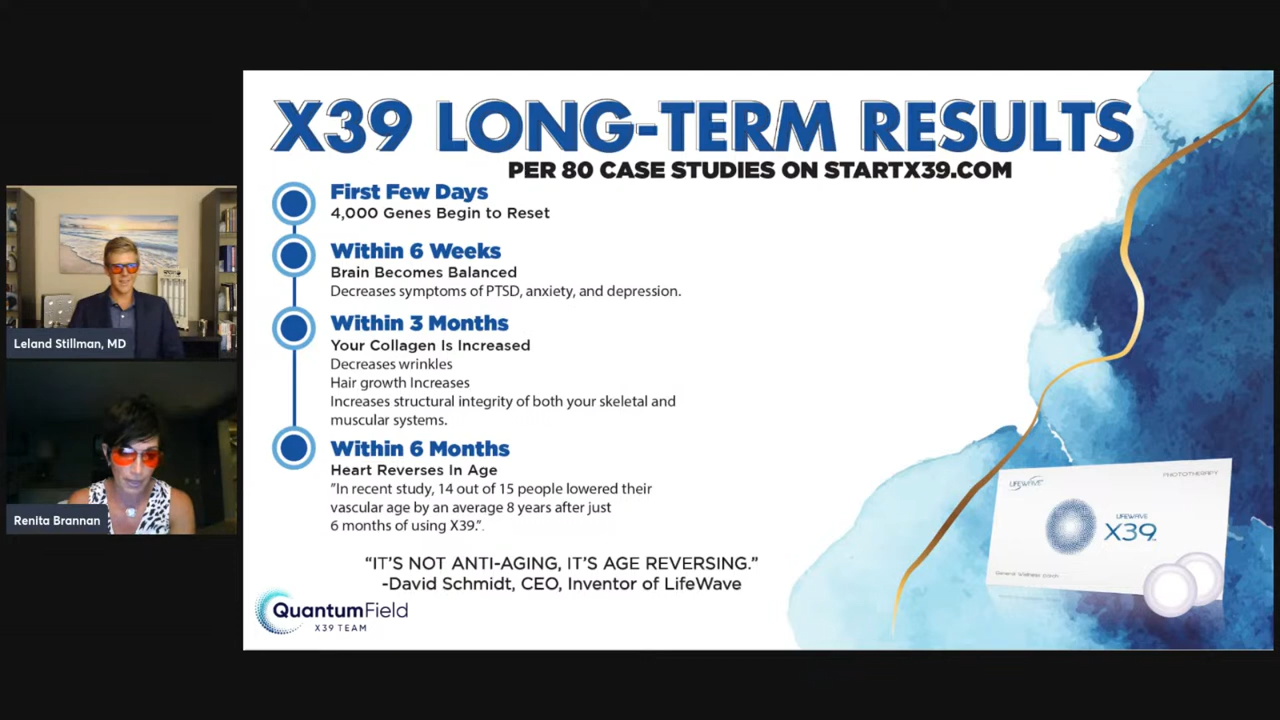 X39 LONG-TERM RESULTS
PER 80 CASE STUDIES ON STARTX39.COM
First Few Days
4,000 Genes Begin to Reset
Within 6 Weeks
Brain Becomes Balanced
Decreases symptoms of PTSD, anxiety, and depression.
Within 3 Months
Your Collagen Is Increased
Decreases wrinkles
Hair growth Increases
Increases structural integrity of both your skeletal and
muscular systems.
Within 6 Months
Heart Reverses In Age
"In recent study, 14 out of 15 people lowered their
vascular age by an average 8 years after just
6 months of using X39.".
“IT’S NOT ANTI-AGING, IT’S AGE REVERSING.”
-David Schmidt, CEO, Inventor of LifeWave
QuantumField
X39 TEAM
LIFEWAVE
PHOTOTHERAPY
LIFEWAVE
X39
General Wellness patch
Leland Stillman, MD
Renita Brannan